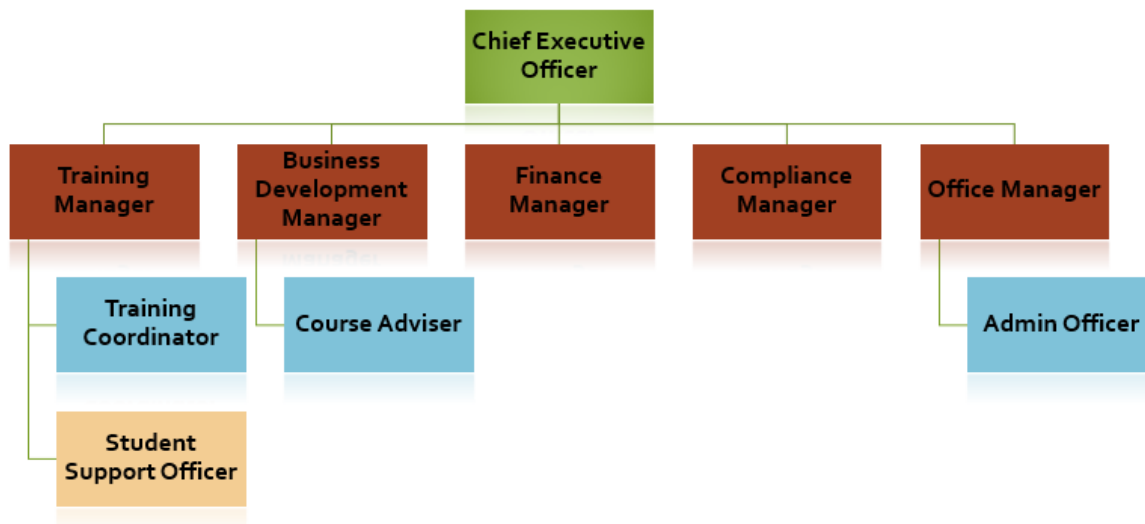 Chief Executive
Officer
Training
Manager
Business
Development
Manager
Finance
Manager
Compliance
Manager
Office Manager
Training
Coordinator
Course Adviser
Admin Officer
Student
Support Officer